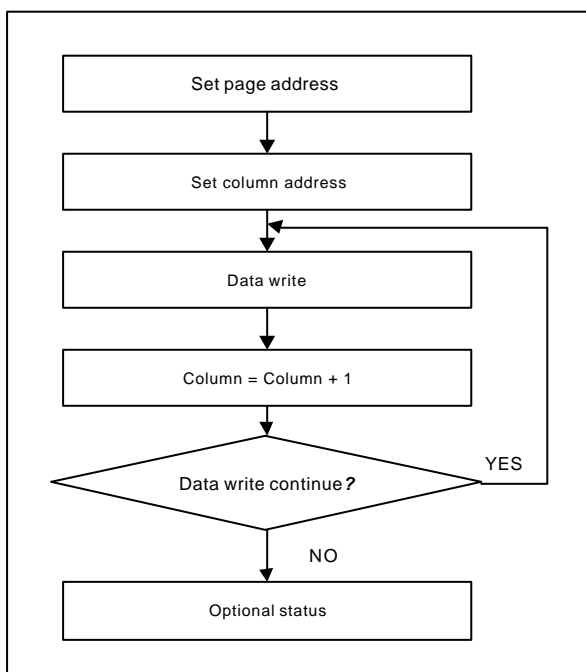 Set page address
Set column address
Data write
Column = Column + 1
Data write continue?
YES
NO
Optional status